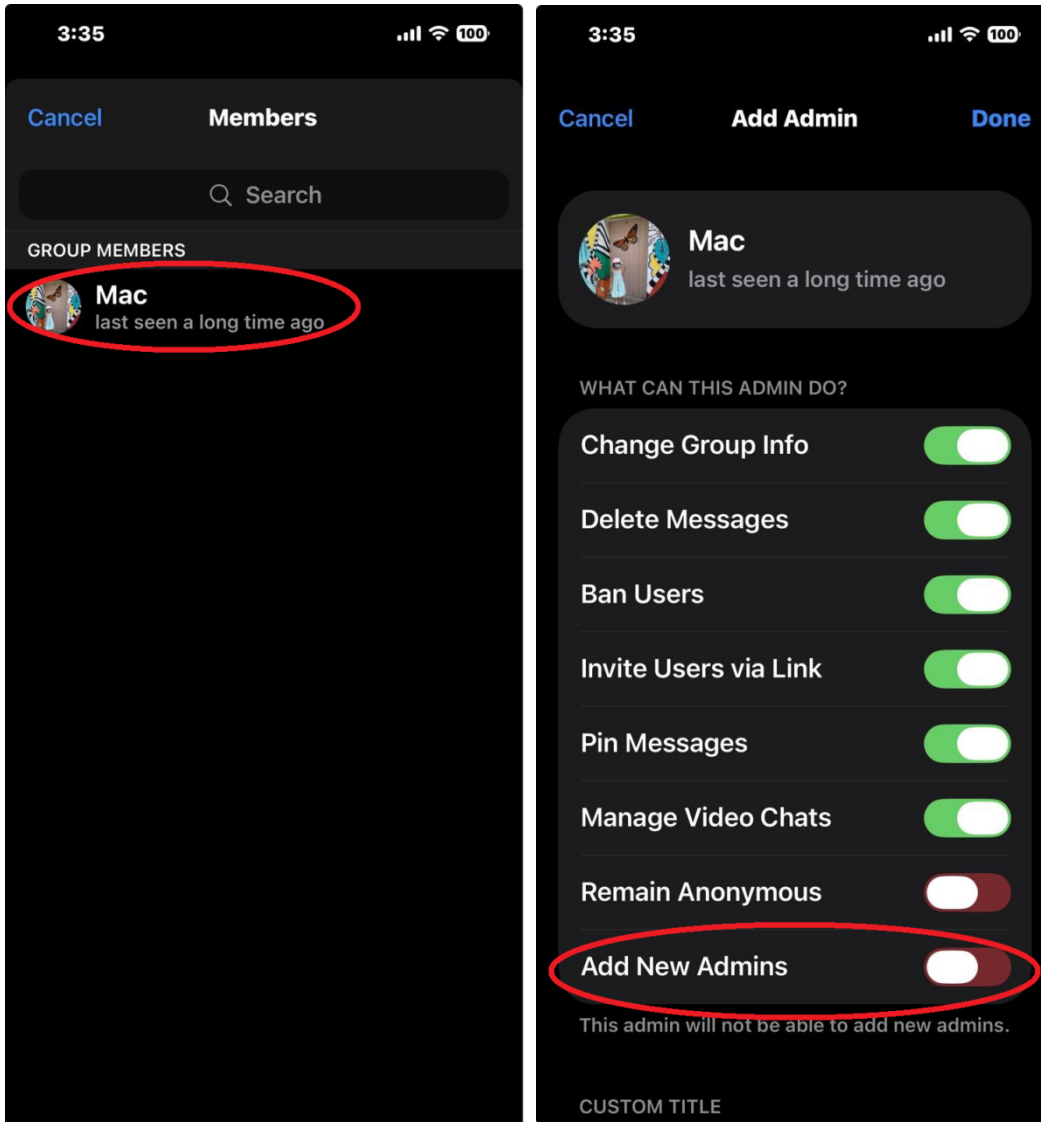 3:35
100
Cancel
Members
Search
GROUP MEMBERS
Mac
last seen a long time ago
3:35
100
Cancel
Add Admin
Done
Mac
last seen a long time ago
WHAT CAN THIS ADMIN DO?
Change Group Info
Delete Messages
Ban Users
Invite Users via Link
Pin Messages
Manage Video Chats
Remain Anonymous
Add New Admins
This admin will not be able to add new admins.
CUSTOM TITLE